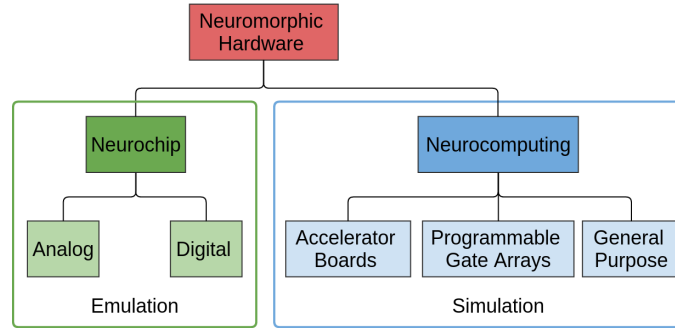 Neuromorphic
Hardware
Neurochip
Neurocomputing
Analog
Digital
Accelerator
Boards
Programmable
Gate Arrays
General
Purpose
Emulation
Simulation